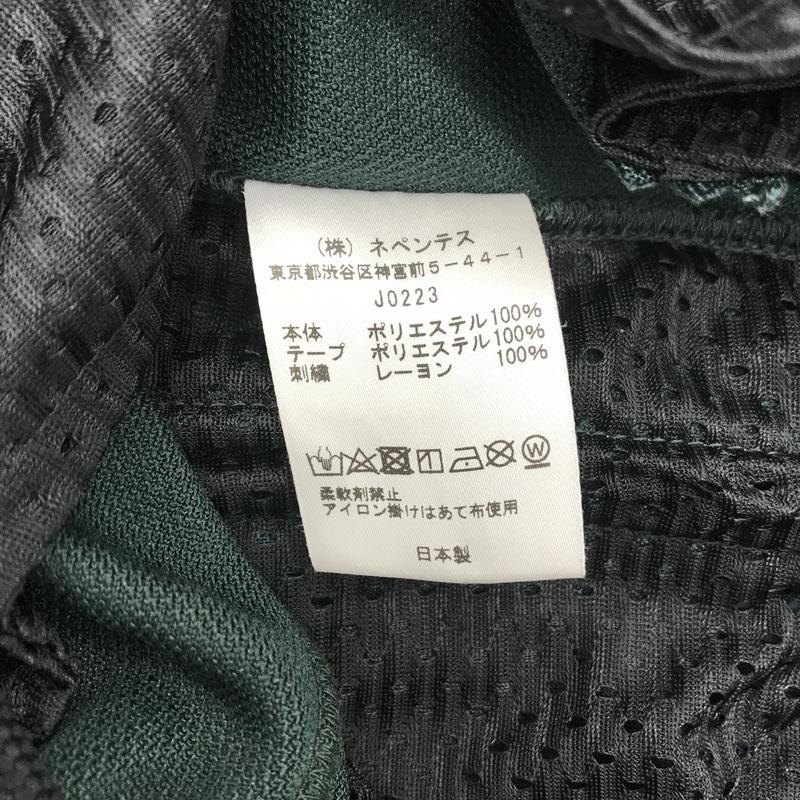 (株) ネペンテス
東京都渋谷区神宮前5-44-1
J0223
本体 ポリエステル100%
テープ ポリエステル100%
刺繍 レーヨン 100%
W
柔軟剤禁止
アイロン掛けはあて布使用
日本製